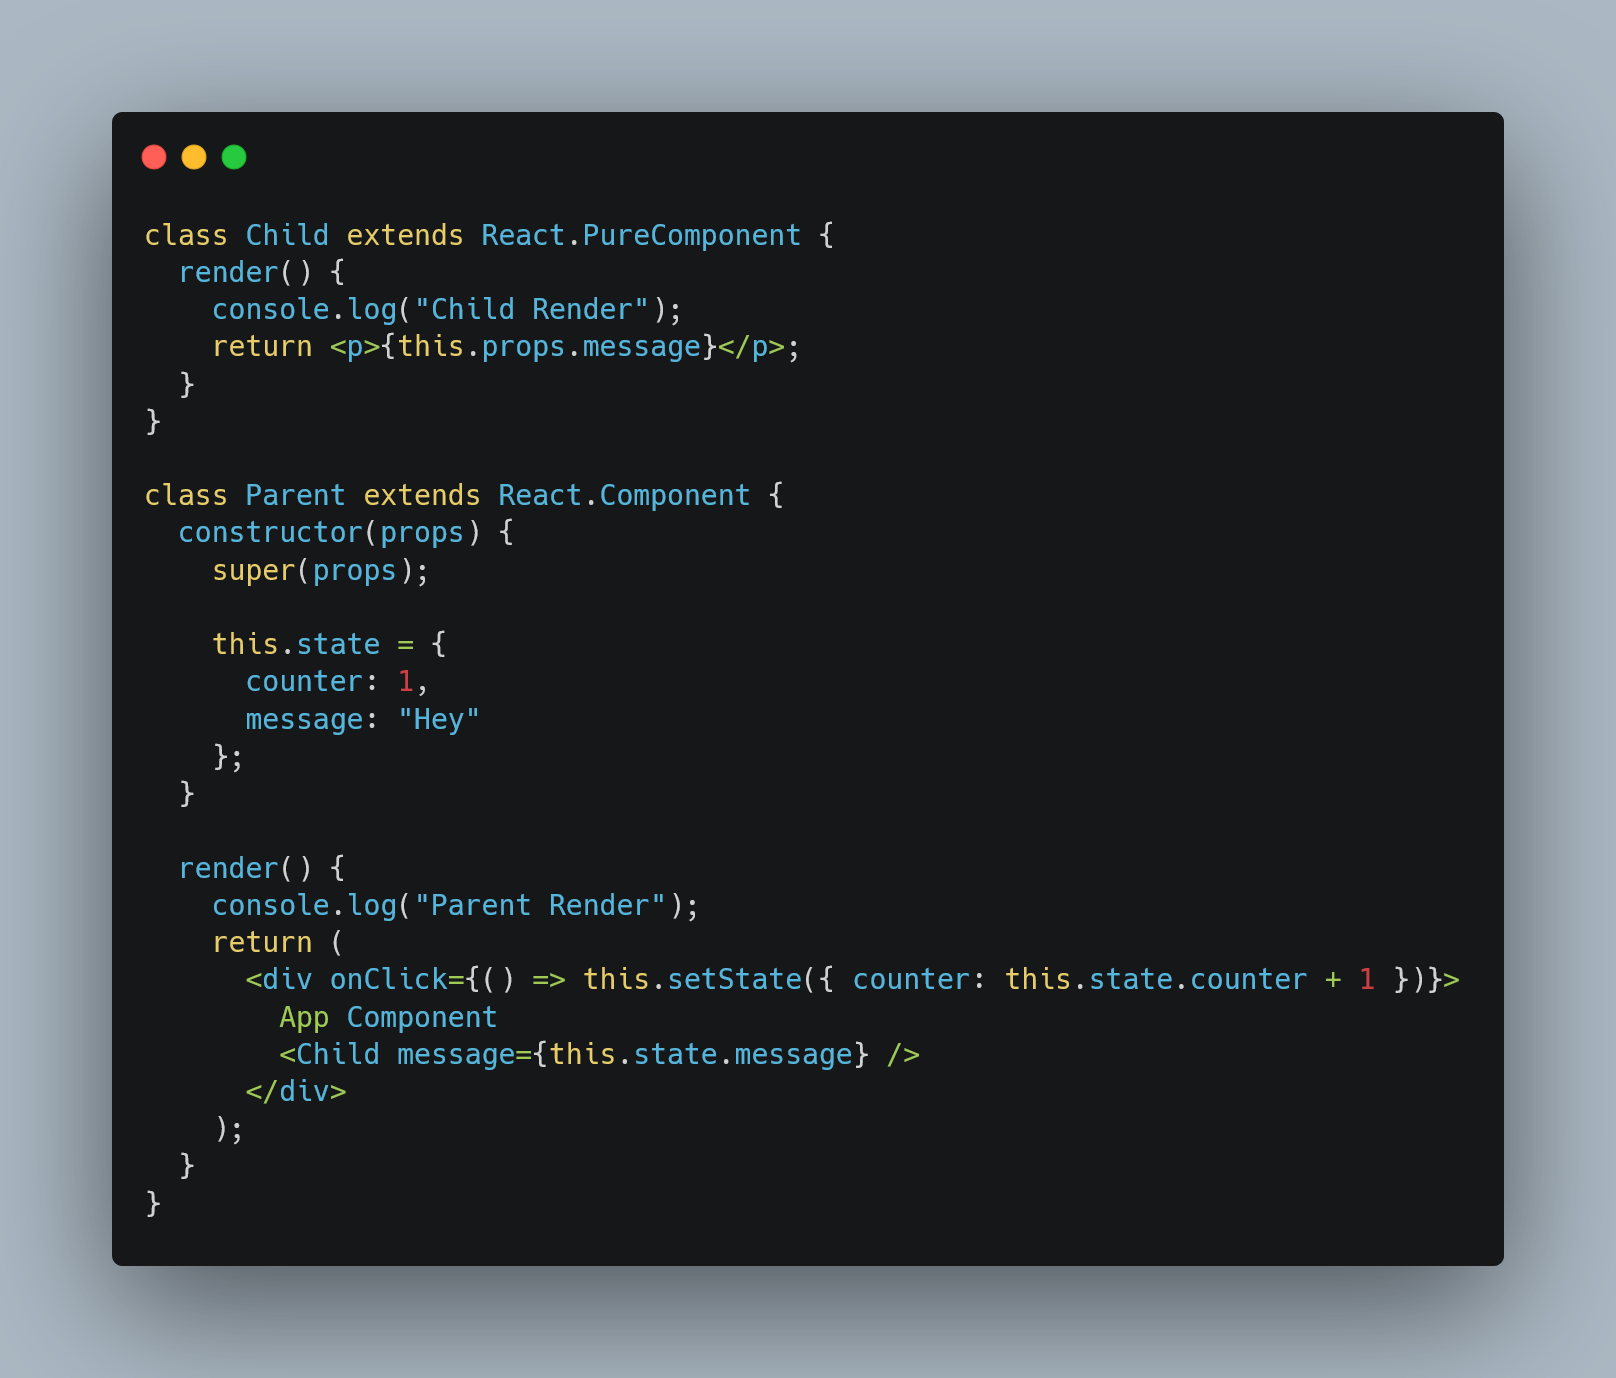 class Child extends React.PureComponent {
  render() {
    console.log("Child Render");
    return <p>{this.props.message}</p>;
  }
}

class Parent extends React.Component {
  constructor(props) {
    super(props);

    this.state = {
      counter: 1,
      message: "Hey"
    };
  }

  render() {
    console.log("Parent Render");
    return (
      <div onClick={() => this.setState({ counter: this.state.counter + 1 })}>
        App Component
        <Child message={this.state.message} />
      </div>
    );
  }
}